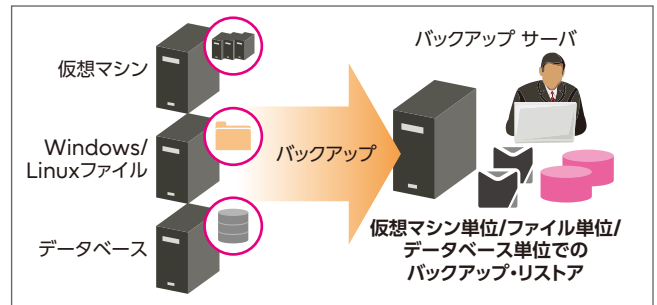 仮想マシン
Windows/
Linuxファイル
データベース
バックアップ
バックアップ サーバ
仮想マシン単位/ファイル単位/
データベース単位での
バックアップ・リストア